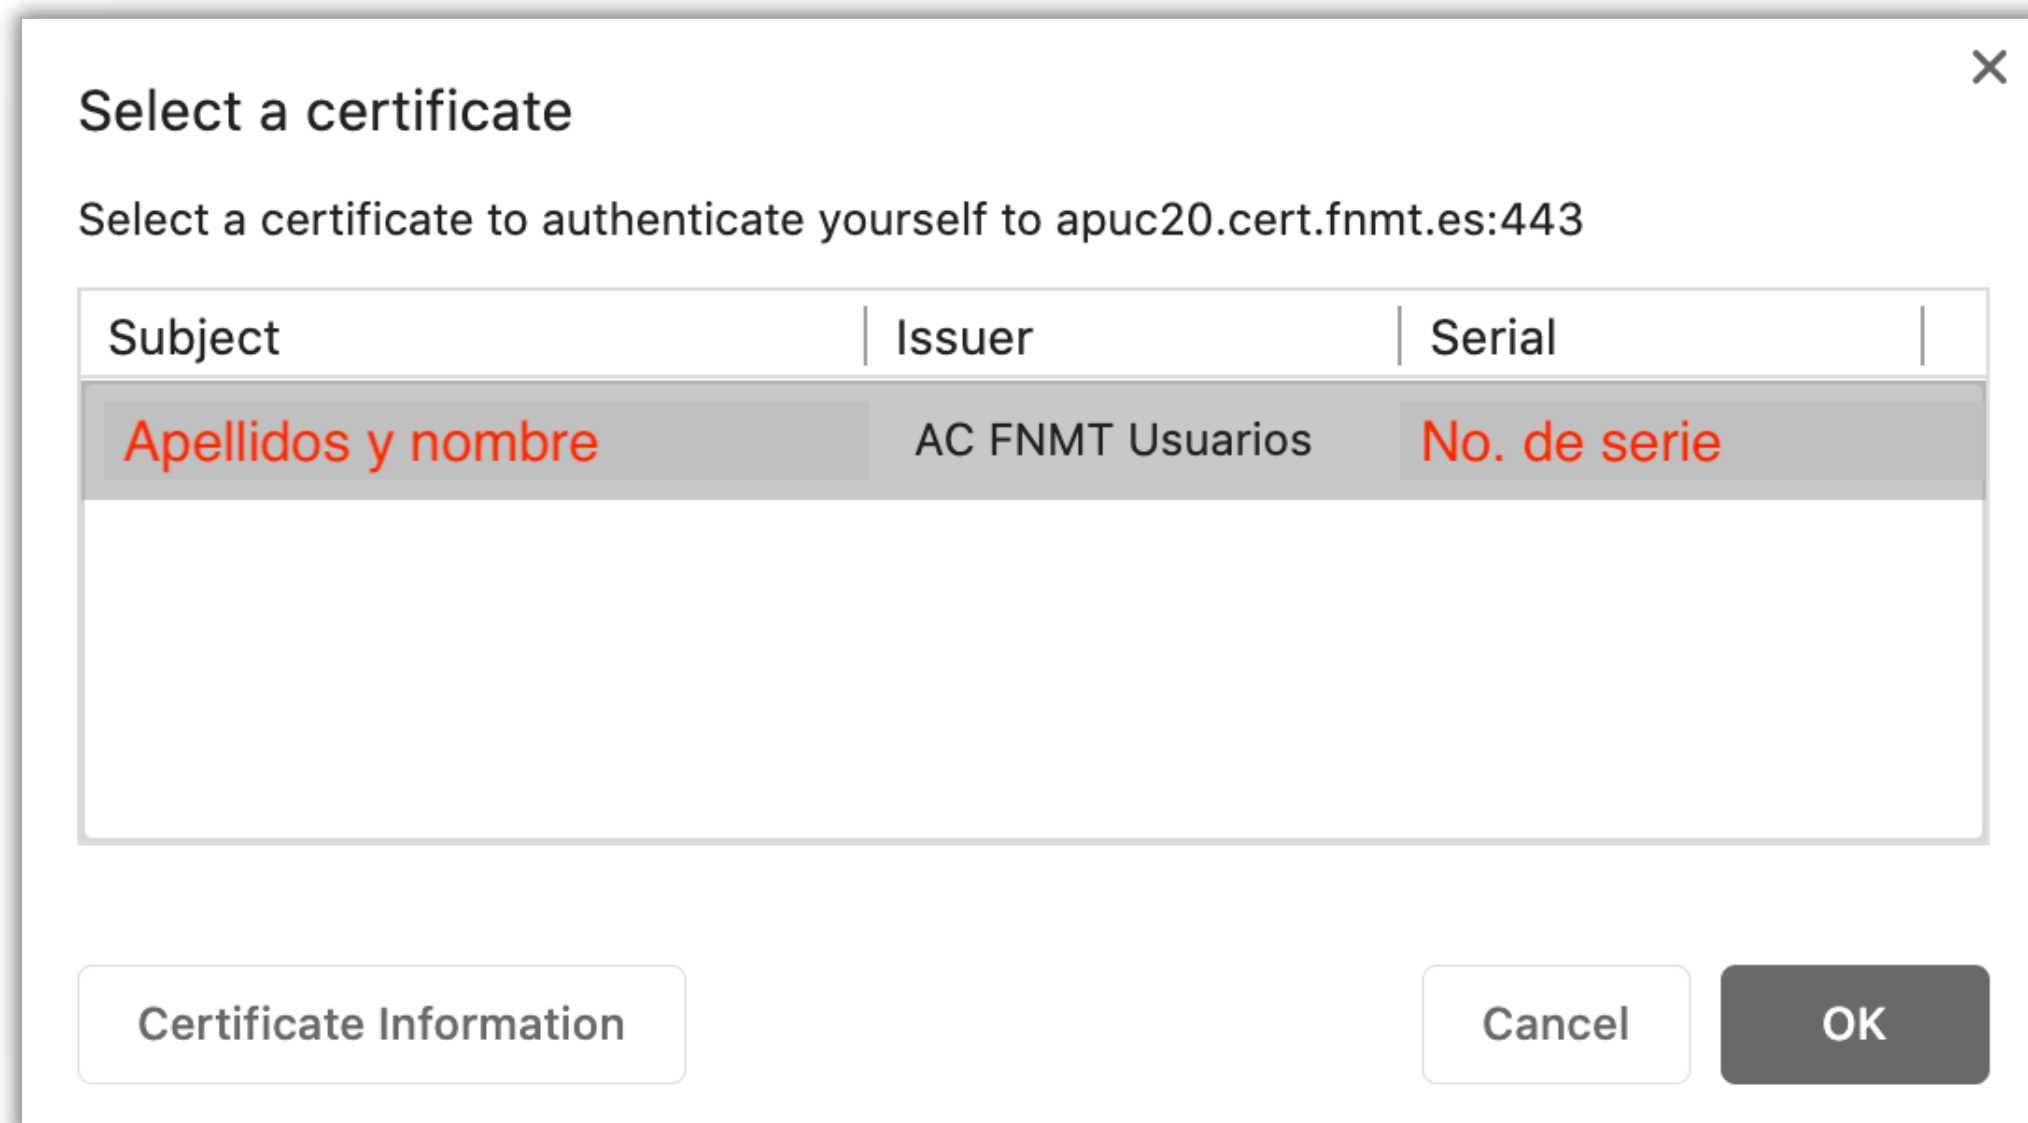 Select a certificate
Select a certificate to authenticate yourself to apuc20.cert.fnmt.es:443
Subject Issuer Serial
Apellidos y nombre AC FNMT Usuarios No. de serie
Certificate Information Cancel OK